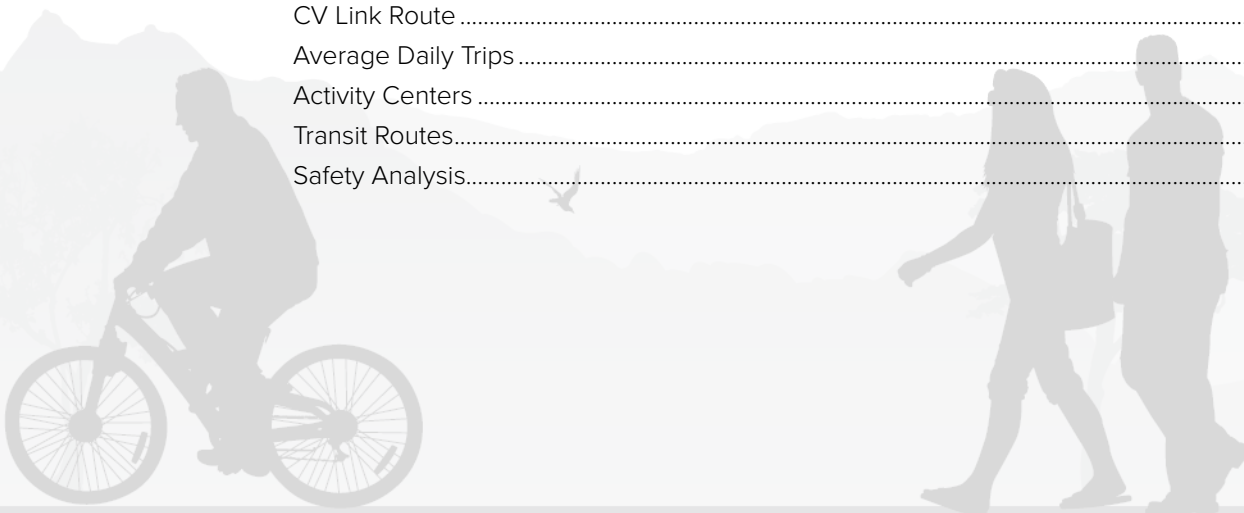 CV Link Route ........................................................................................................................................
Average Daily Trips ...............................................................................................................................
Activity Centers .....................................................................................................................................
Transit Routes........................................................................................................................................
Safety Analysis.......................................................................................................................................